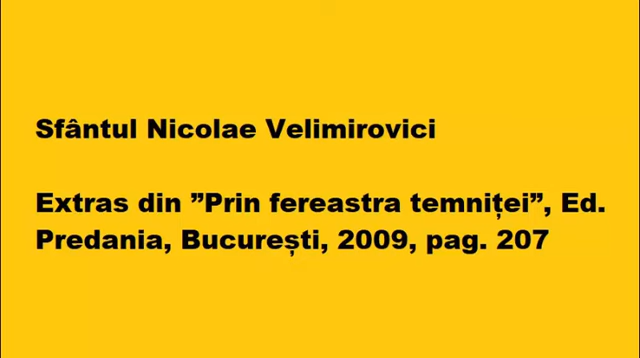 Sfântul Nicolae Velimirovici
Extras din ”Prin fereastra temniței”, Ed.
Predania, București, 2009, pag. 207